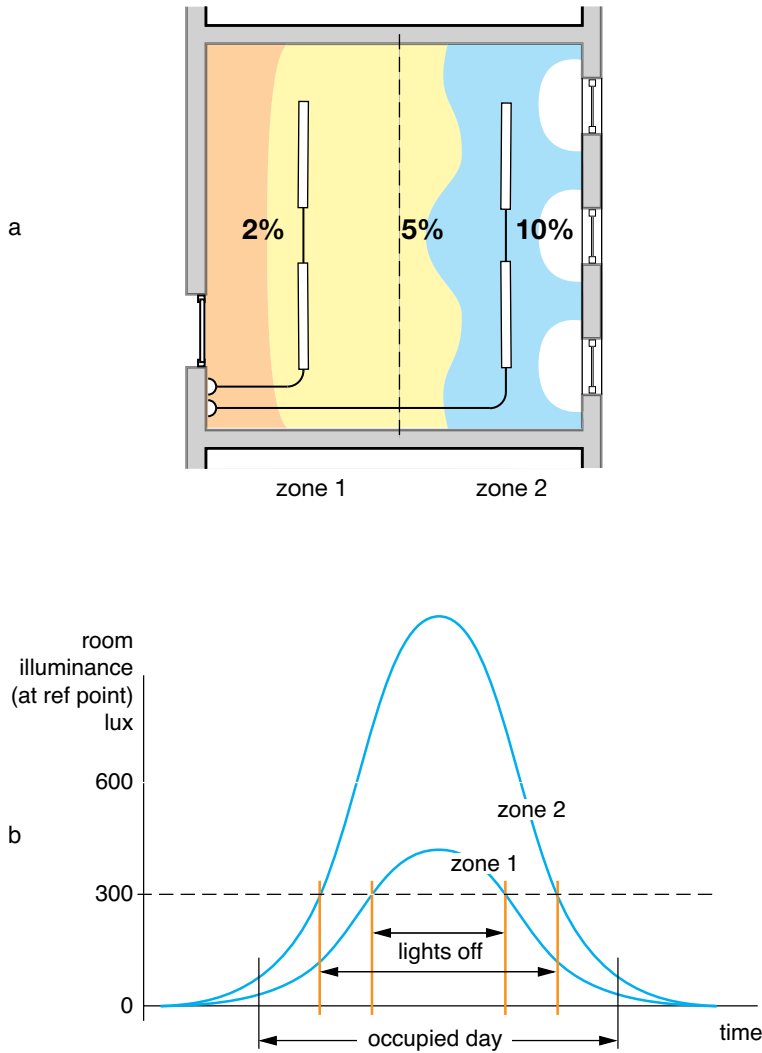 a
2%
5%
10%
zone 1
zone 2
room
illuminance
(at ref point)
lux
600
b
zone 2
zone 1
300
lights off
0
occupied day
time